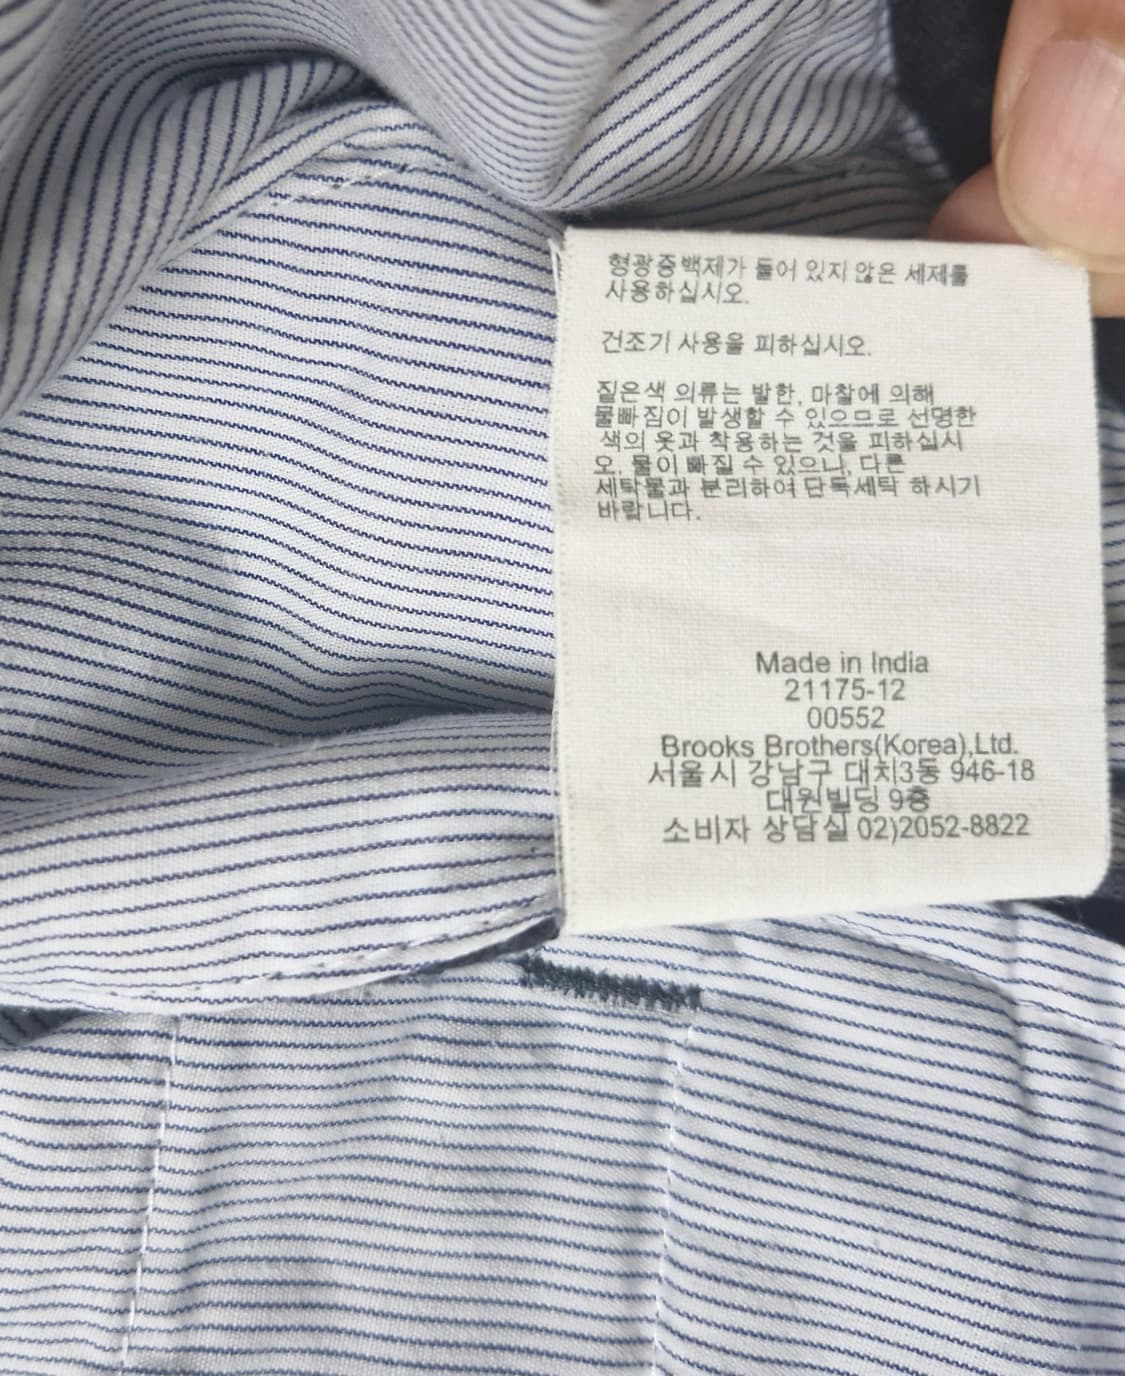 형광증백제가 들어 있지 않은 세제를
사용하십시오.
건조기 사용을 피하십시오.
짙은색 의류는 발한, 마찰에 의해
물빠짐이 발생할 수 있으므로 선명한
색의 옷과 착용하는 것을 피하십시
오. 물이 빠질 수 있으니, 다른
세탁물과 분리하여 단독세탁 하시기
바랍니다.
Made in India
21175-12
00552
Brooks Brothers(Korea),Ltd.
서울시 강남구 대치3동 946-18
대원빌딩 9층
소비자 상담실 02)2052-8822